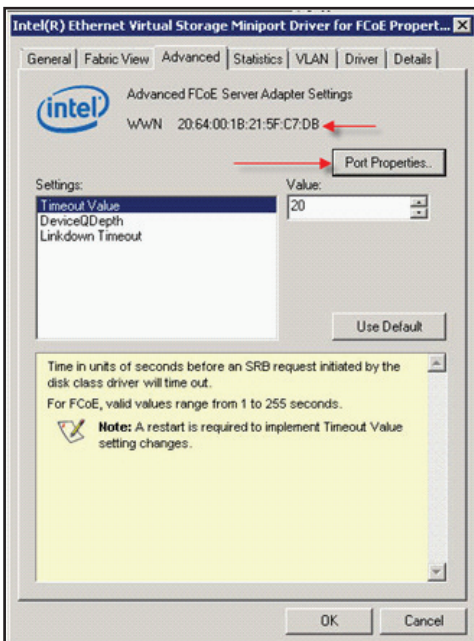 Intel(R) Ethernet Virtual Storage Miniport Driver for FCoE Propert...
General Fabric View Advanced Statistics VLAN Driver Details
intel
Advanced FCoE Server Adapter Settings
WWN 20:64:00:1B:21:5F:C7:DB
Port Properties..
Settings: Value:
Timeout Value 20
DeviceQDepth
Linkdown Timeout
Use Default
Time in units of seconds before an SRB request initiated by the
disk class driver will time out.
For FCoE, valid values range from 1 to 255 seconds.
Note: A restart is required to implement Timeout Value
setting changes.
OK Cancel